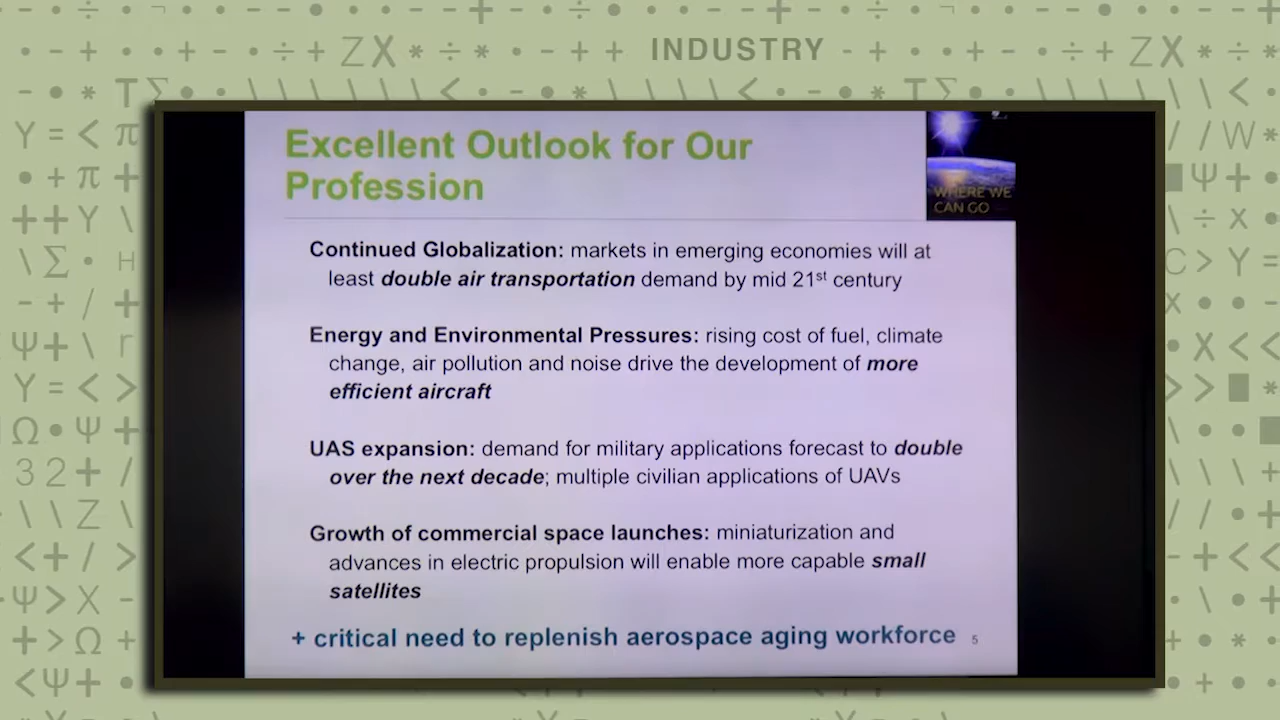 INDUSTRY
Excellent Outlook for Our
Profession
WHERE WE
CAN GO
Continued Globalization: markets in emerging economies will at
least double air transportation demand by mid 21st century
Energy and Environmental Pressures: rising cost of fuel, climate
change, air pollution and noise drive the development of more
efficient aircraft
UAS expansion: demand for military applications forecast to double
over the next decade; multiple civilian applications of UAVs
Growth of commercial space launches: miniaturization and
advances in electric propulsion will enable more capable small
satellites
+ critical need to replenish aerospace aging workforce 5